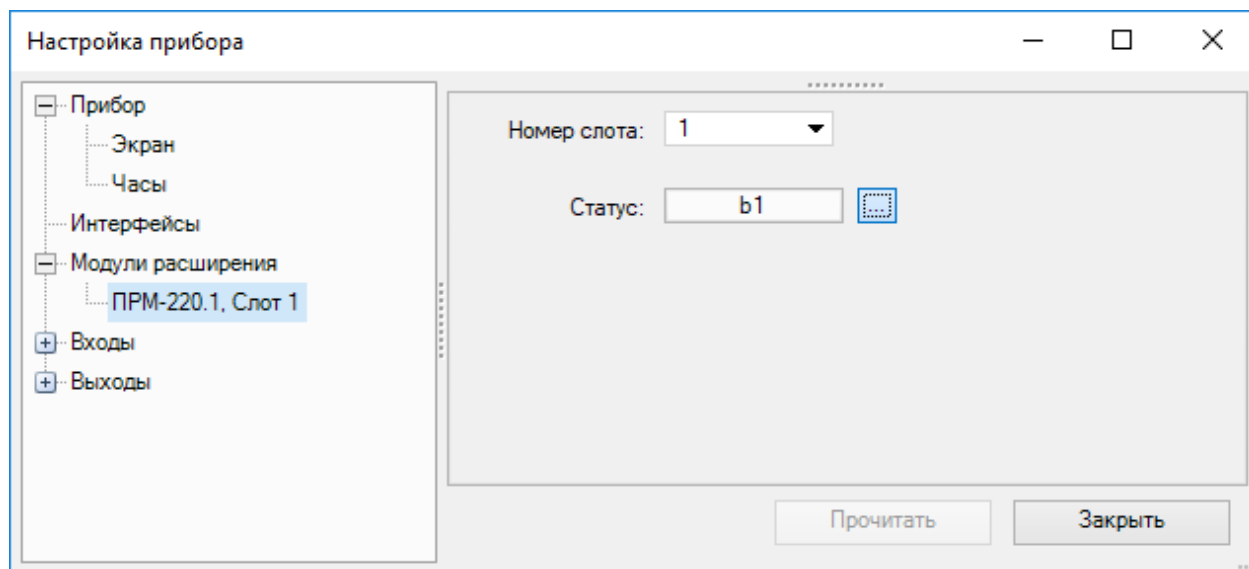 Настройка прибора
Прибор
Экран
Часы
Интерфейсы
Модули расширения
ПРМ-220.1, Слот 1
Входы
Выходы
Номер слота: 1
Статус: b1 ...
Прочитать Закрыть